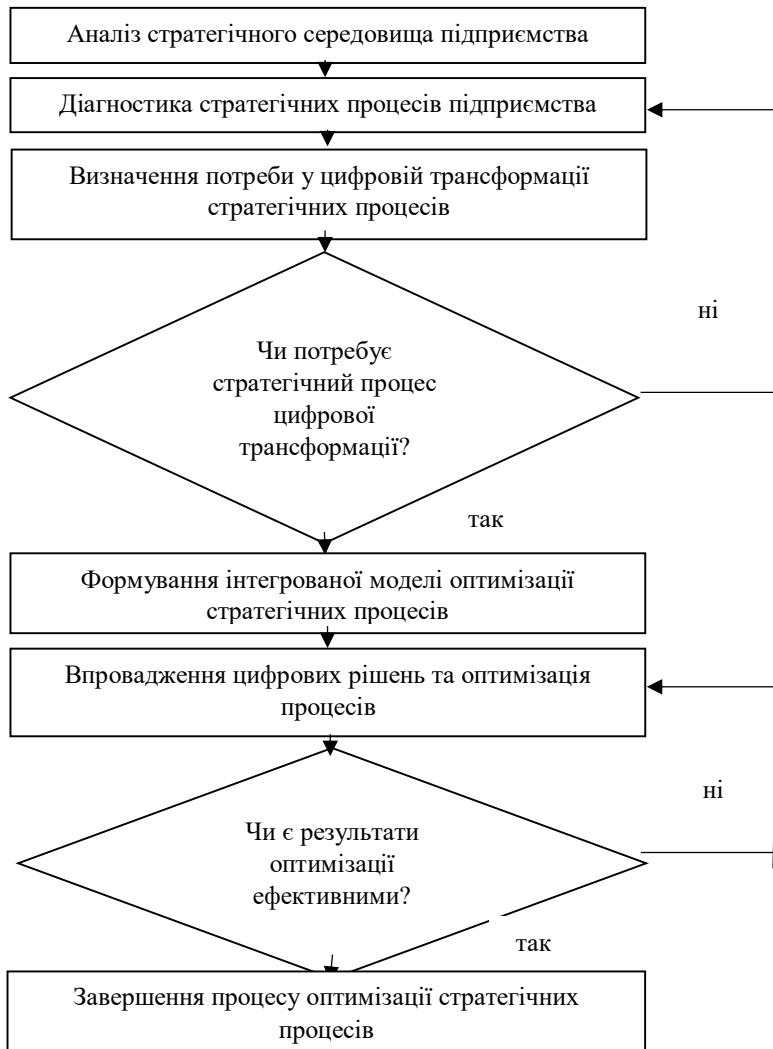 Аналіз стратегічного середовища підприємства
Діагностика стратегічних процесів підприємства
Визначення потреби у цифровій трансформації
стратегічних процесів
ні
Чи потребує
стратегічний процес
цифрової
трансформації?
так
Формування інтегрованої моделі оптимізації
стратегічних процесів
Впровадження цифрових рішень та оптимізація
процесів
ні
Чи є результати
оптимізації
ефективними?
так
Завершення процесу оптимізації стратегічних
процесів